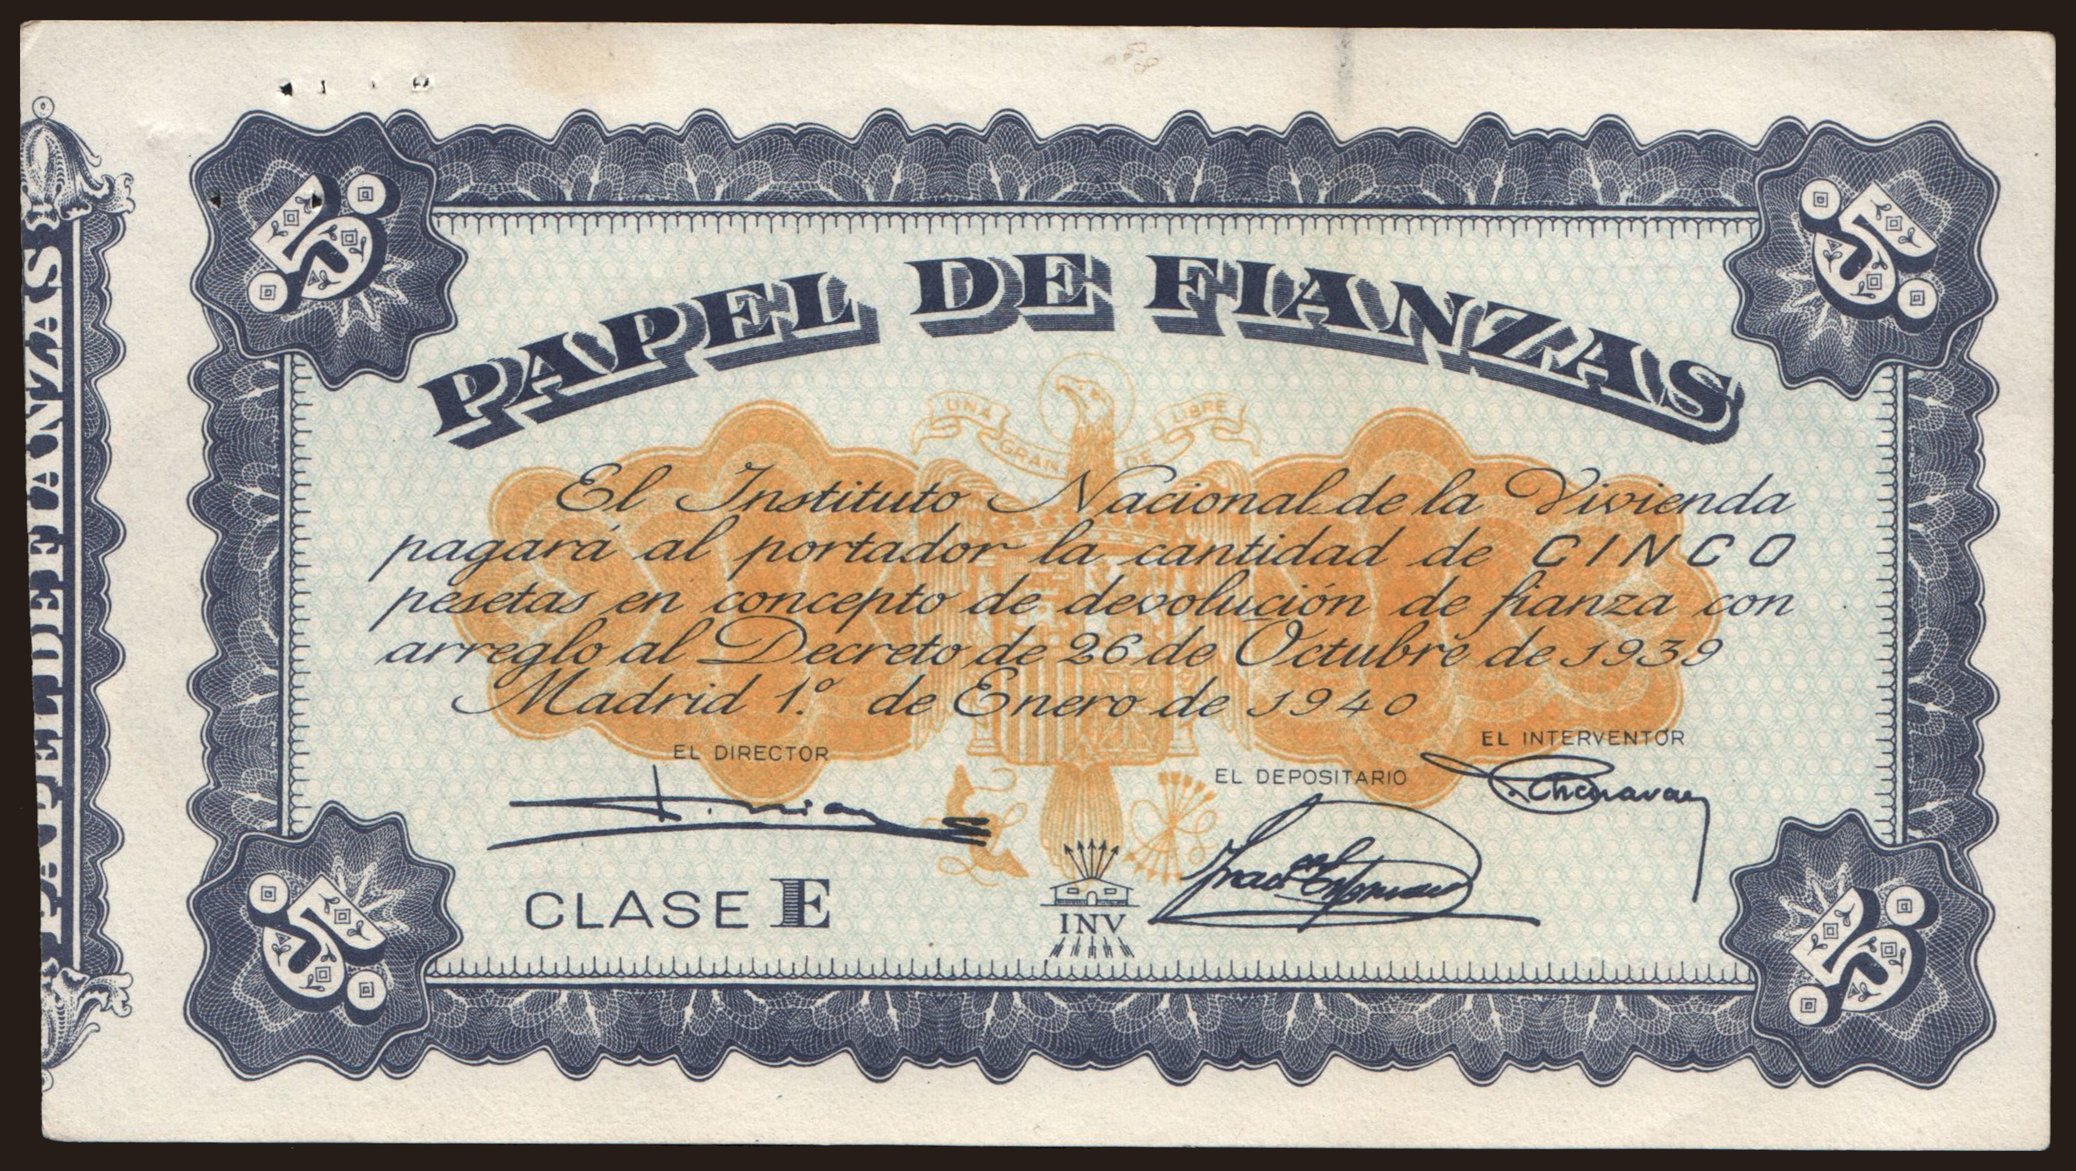 PAPEL DE FIANZAS
PAPEL DE FIANZAS
5
5
UNA GRANDE LIBRE
El Instituto Nacional de la Vivienda
pagará al portador la cantidad de CINCO
pesetas en concepto de devolución de fianza con
arreglo al Decreto de 26 de Octubre de 1939
Madrid 1.º de Enero de 1940
EL DIRECTOR
EL INTERVENTOR
EL DEPOSITARIO
CLASE E
INV
5
5